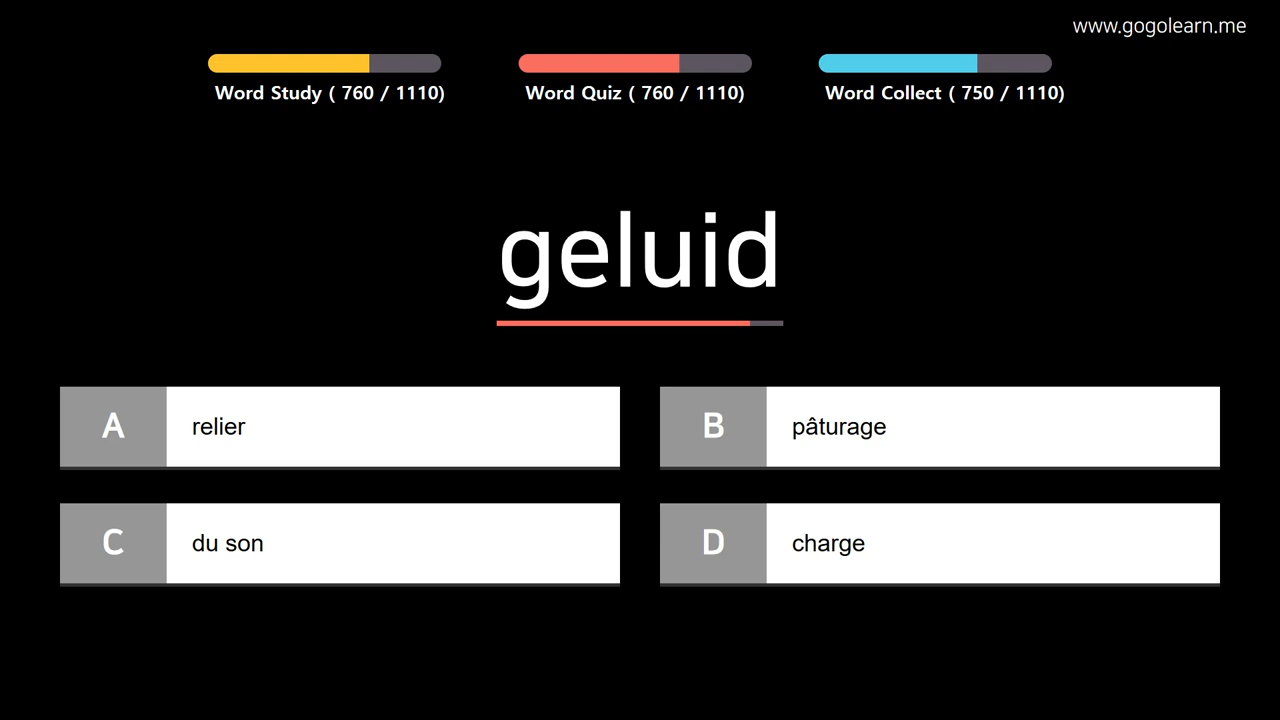 www.gogolearn.me
Word Study ( 760 / 1110)
Word Quiz ( 760 / 1110)
Word Collect ( 750 / 1110)
geluid
A relier
B pâturage
C du son
D charge